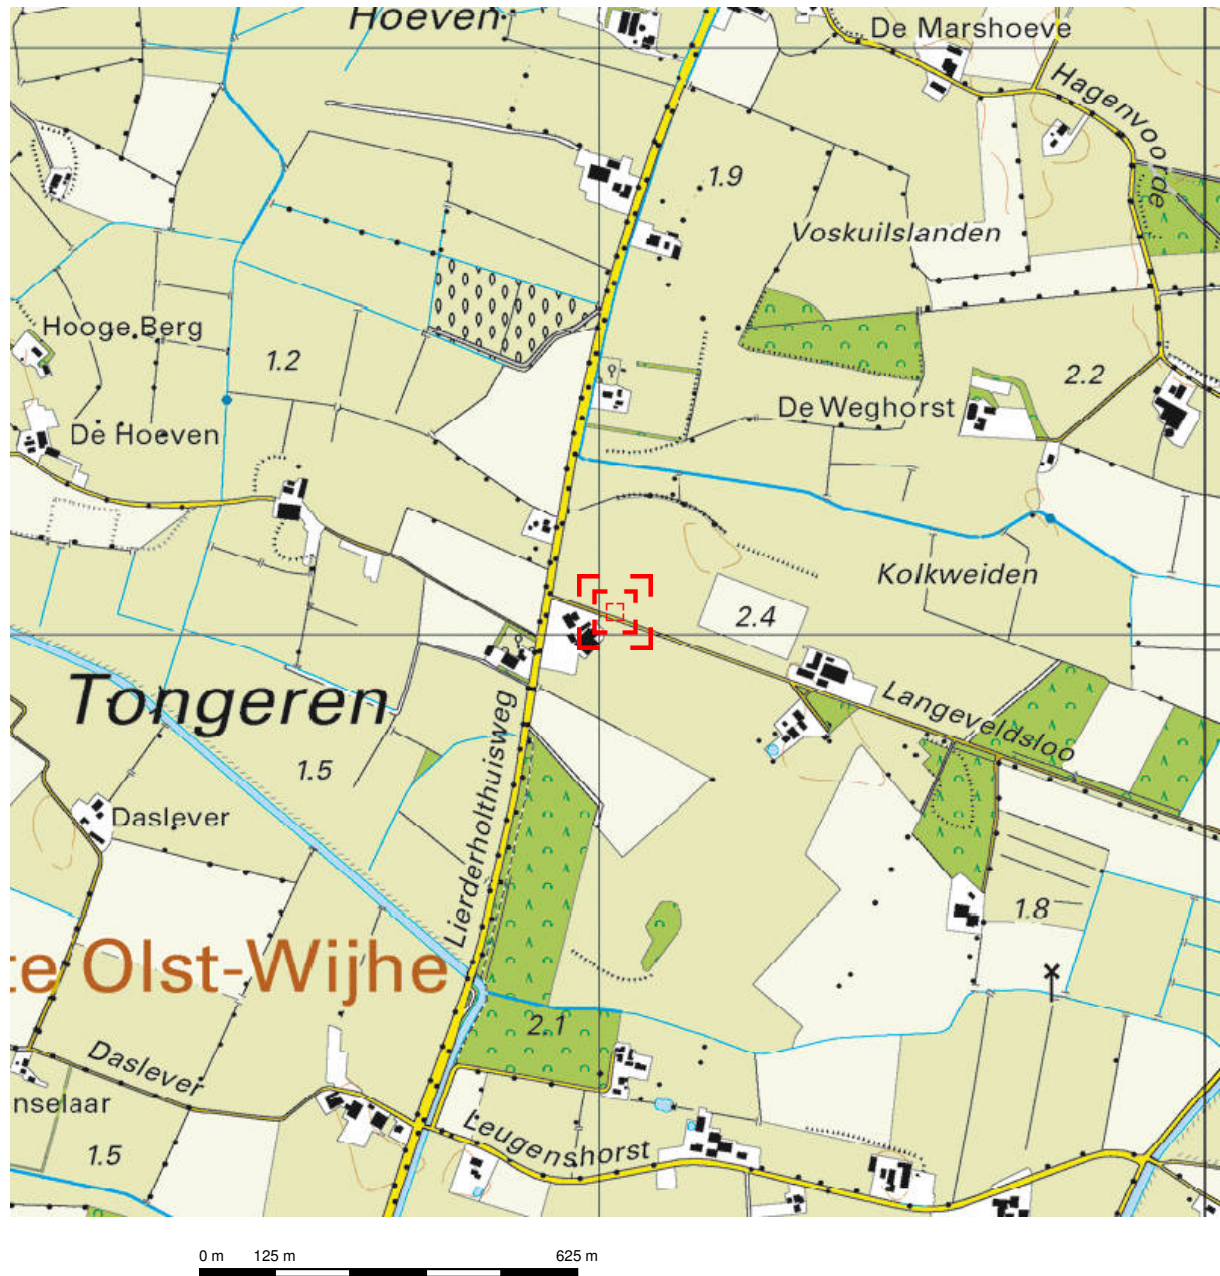 Hoeven
De Marshoeve
Hagenvoorde
1.9
Voskuilslanden
Hooge Berg
1.2
2.2
De Weghorst
De Hoeven
Kolkweiden
2.4
Tongeren
Langeveldsloo
1.5
Lierderholthuisweg
Daslever
1.8
te Olst-Wijhe
2.1
Daslever
nselaar
Leugenshorst
1.5
0 m 125 m 625 m